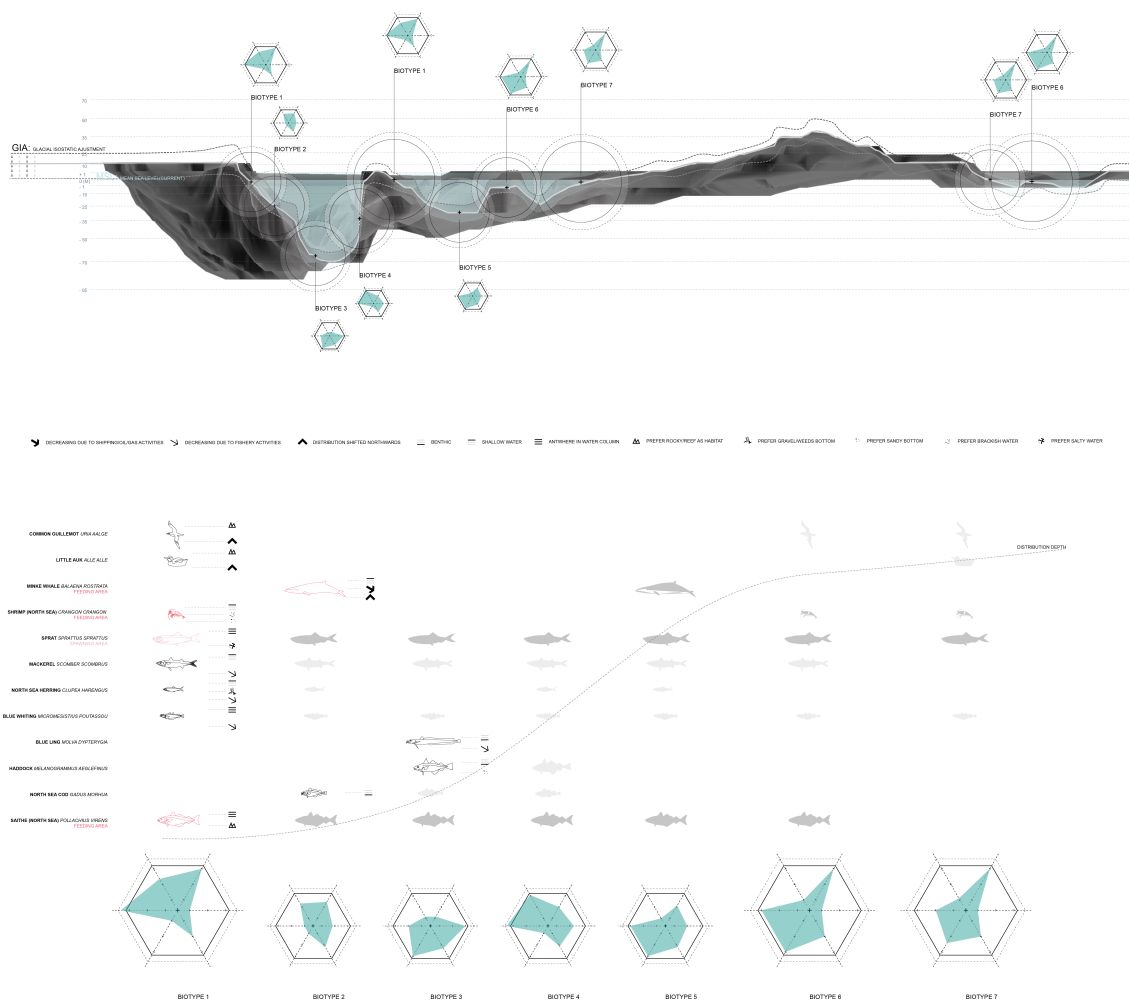 BIOTYPE 1
BIOTYPE 7
BIOTYPE 6
BIOTYPE 1
70
BIOTYPE 6
BIOTYPE 7
GIA: GLACIAL ISOSTATIC AJUSTMENT
BIOTYPE 2
MEAN SEA LEVEL(CURRENT)
BIOTYPE 5
BIOTYPE 4
BIOTYPE 3
DECREASING DUE TO SHIPPING/OIL/GAS ACTIVITIES
DECREASING DUE TO FISHERY ACTIVITIES
DISTRIBUTION SHIFTED NORTHWARDS
BENTHIC
SHALLOW WATER
ANTWHERE IN WATER COLUMN
PREFER ROCKY/REEF AS HABITAT
PREFER GRAVEL/WEEDS BOTTOM
PREFER SANDY BOTTOM
PREFER BRACKISH WATER
PREFER SALTY WATER
COMMON GUILLEMOT URIA AALGE
DISTRIBUTION DEPTH
LITTLE AUK ALLE ALLE
MINKE WHALE BALAENA ROSTRATA
FEEDING AREA
SHRIMP (NORTH SEA) CRANGON CRANGON
FEEDING AREA
SPRAT SPRATTUS SPRATTUS
SPAWNING AREA
MACKEREL SCOMBER SCOMBRUS
NORTH SEA HERRING CLUPEA HARENGUS
BLUE WHITING MICROMESISTIUS POUTASSOU
BLUE LING MOLVA DYPTERYGIA
HADDOCK MELANOGRAMMUS AEGLEFINUS
NORTH SEA COD GADUS MORHUA
SAITHE (NORTH SEA) POLLACHIUS VIRENS
FEEDING AREA
BIOTYPE 1
BIOTYPE 2
BIOTYPE 3
BIOTYPE 4
BIOTYPE 5
BIOTYPE 6
BIOTYPE 7